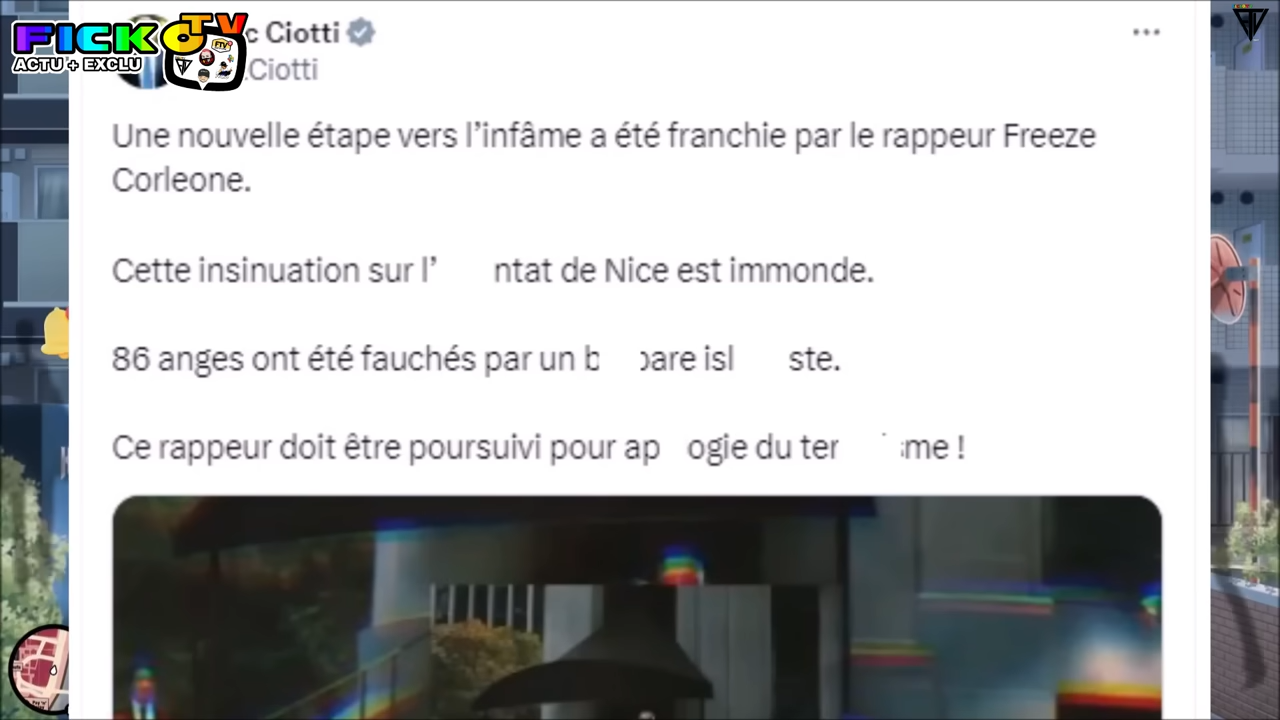 FICKO TV
ACTU + EXCLU
c Ciotti
Ciotti
Une nouvelle étape vers l'infâme a été franchie par le rappeur Freeze
Corleone.
Cette insinuation sur l' ntat de Nice est immonde.
86 anges ont été fauchés par un b bare isl ste.
Ce rappeur doit être poursuivi pour ap ogie du ter me !